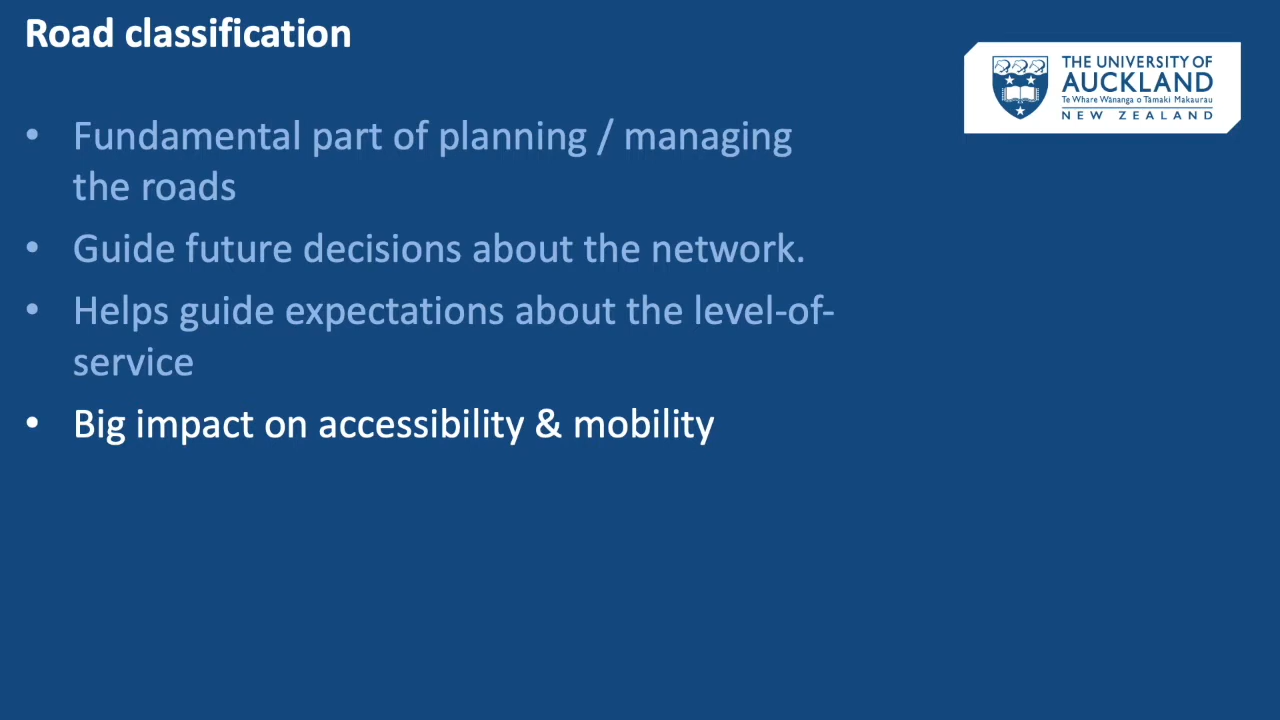 Road classification
THE UNIVERSITY OF
AUCKLAND
Te Whare Wānanga o Tāmaki Makaurau
NEW ZEALAND
• Fundamental part of planning / managing
the roads
• Guide future decisions about the network.
• Helps guide expectations about the level-of-
service
• Big impact on accessibility & mobility